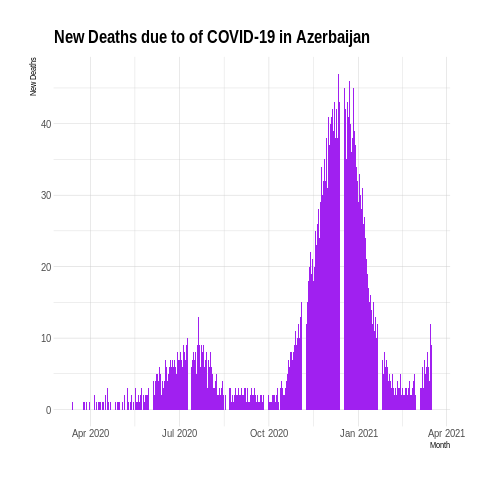 New Deaths due to of COVID-19 in Azerbaijan
New Deaths
40
30
20
10
0
Apr 2020 Jul 2020 Oct 2020 Jan 2021 Apr 2021
Month